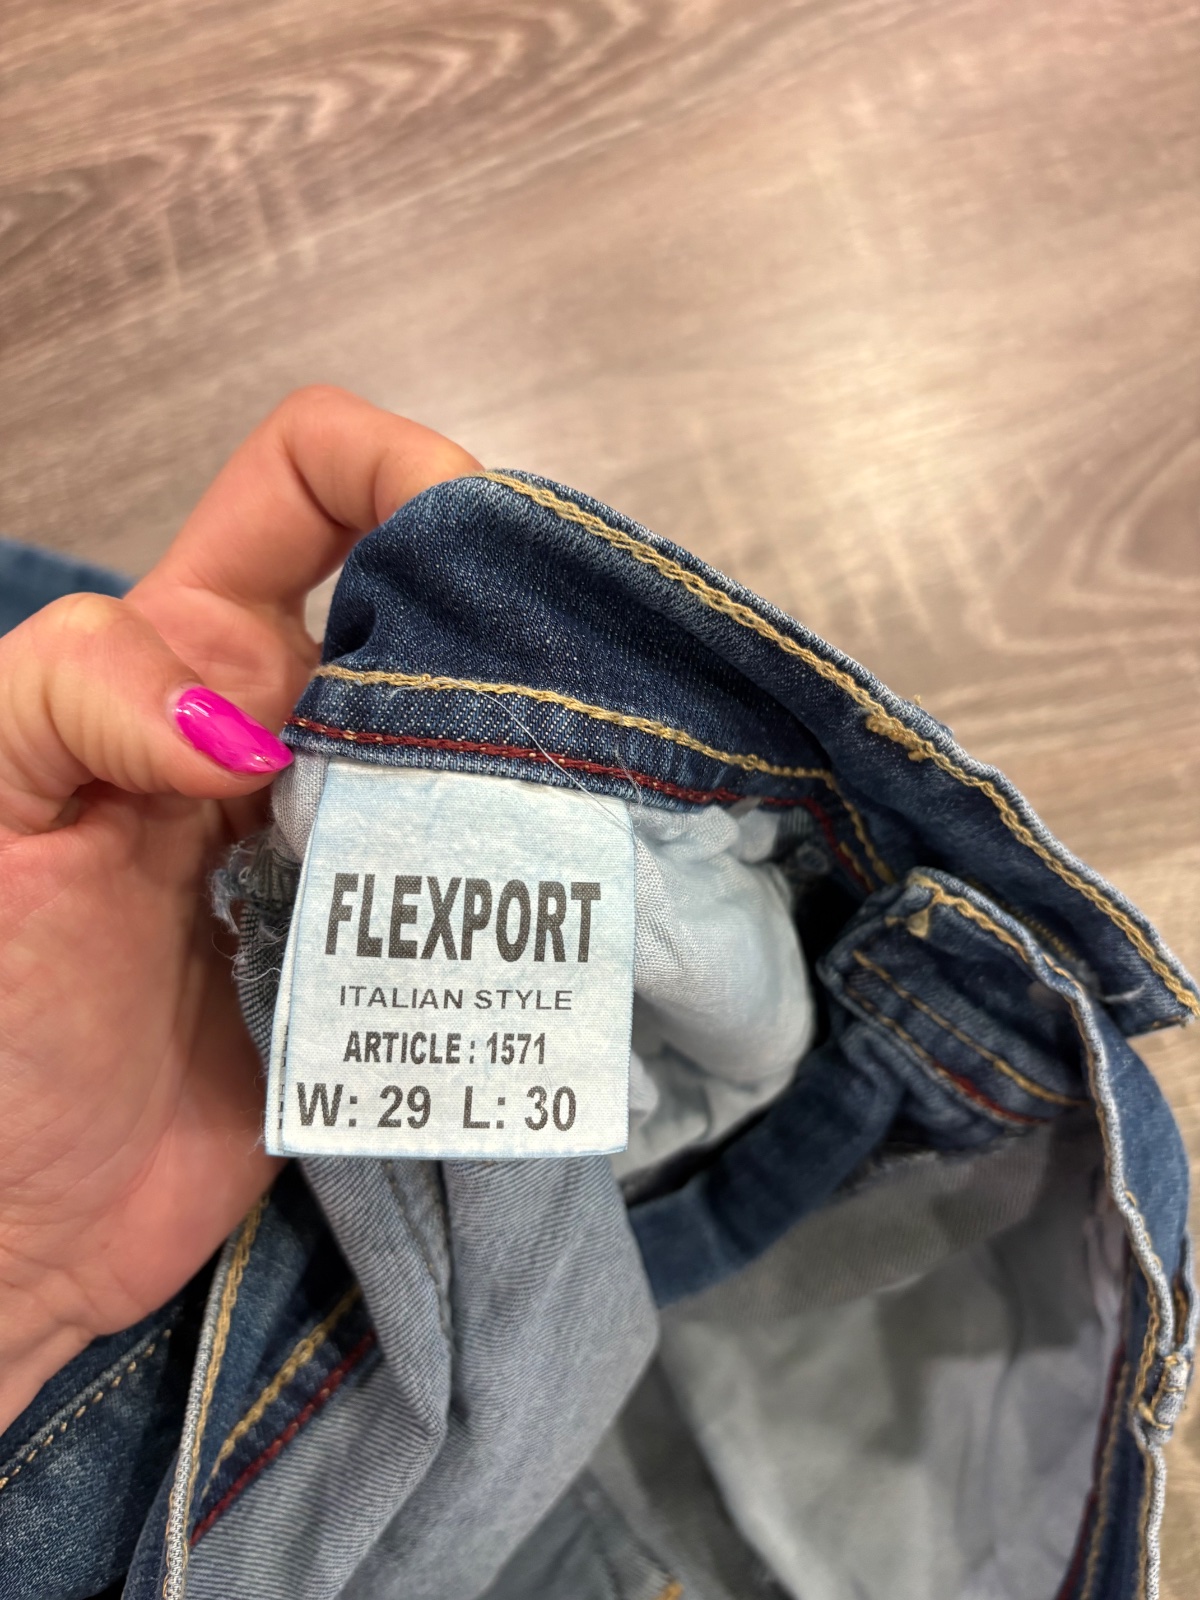 FLEXPORT
ITALIAN STYLE
ARTICLE: 1571
W: 29 L: 30